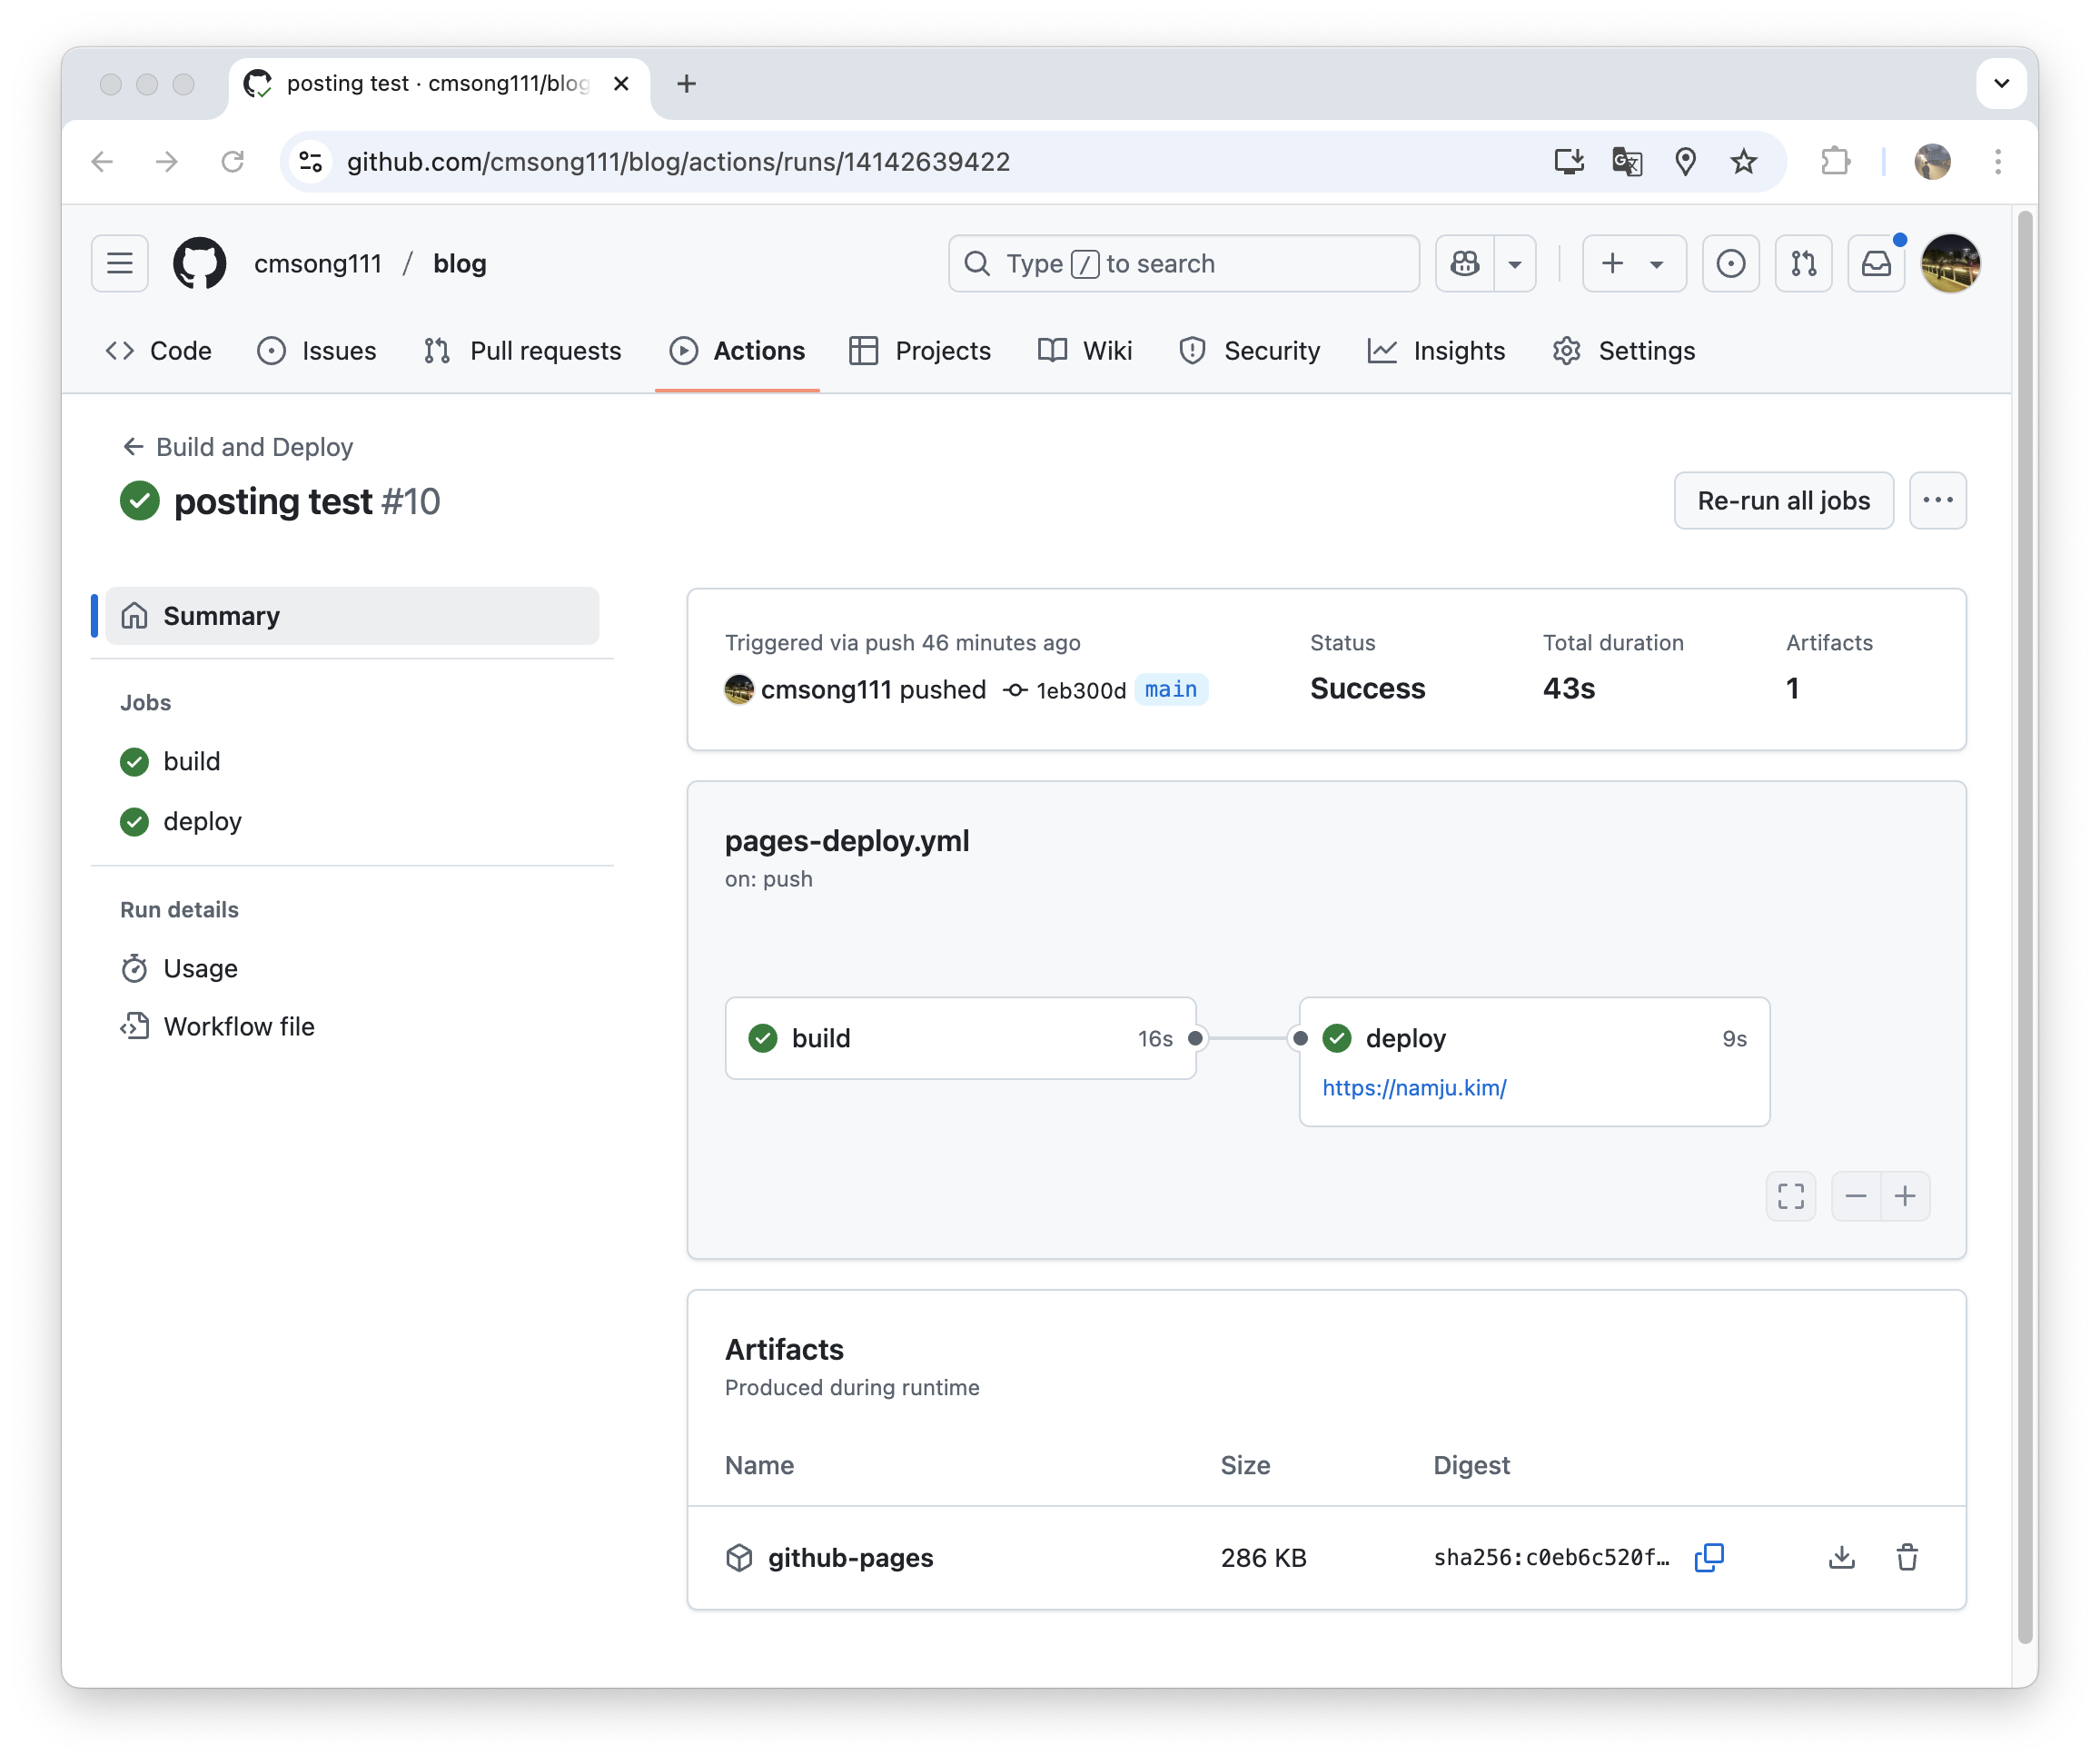 posting test · cmsong111/blog
github.com/cmsong111/blog/actions/runs/14142639422
cmsong111 / blog
Type / to search
Code Issues Pull requests Actions Projects Wiki Security Insights Settings
← Build and Deploy
posting test #10
Re-run all jobs
Summary
Jobs
build
deploy
Run details
Usage
Workflow file
Triggered via push 46 minutes ago
cmsong111 pushed 1eb300d main
Status
Success
Total duration
43s
Artifacts
1
pages-deploy.yml
on: push
build 16s
deploy 9s
https://namju.kim/
Artifacts
Produced during runtime
Name Size Digest
github-pages 286 KB sha256:c0eb6c520f…